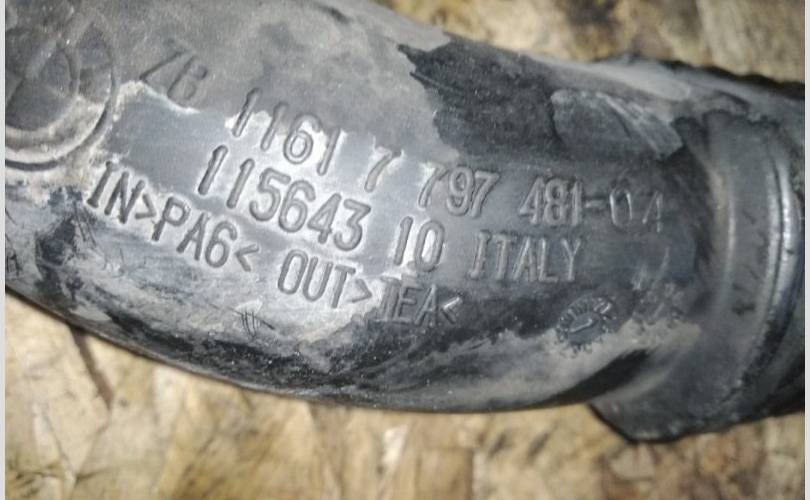 ZB 1161 7 797 481-04
115643 10 ITALY
IN>PA6< OUT>TEA<